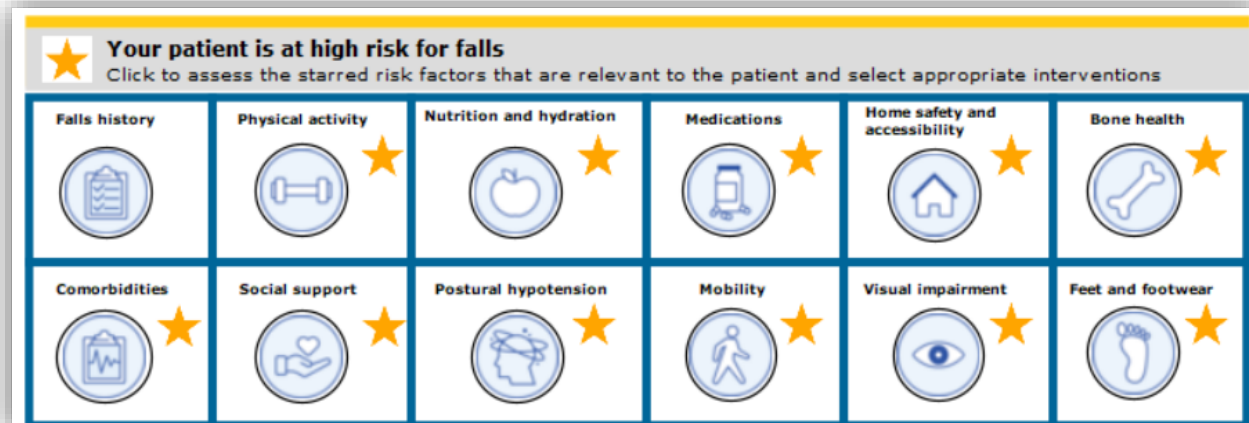 Your patient is at high risk for falls
Click to assess the starred risk factors that are relevant to the patient and select appropriate interventions
Falls history
Physical activity
Nutrition and hydration
Medications
Home safety and
accessibility
Bone health
Comorbidities
Social support
Postural hypotension
Mobility
Visual impairment
Feet and footwear